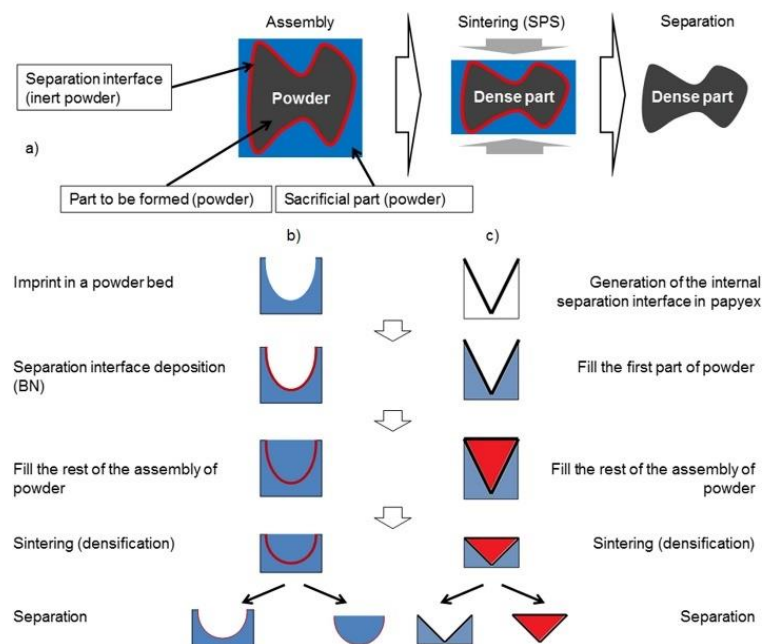 Assembly
Sintering (SPS)
Separation
Separation interface
(inert powder)
Powder
Dense part
Dense part
a)
Part to be formed (powder)
Sacrificial part (powder)
b)
c)
Imprint in a powder bed
Generation of the internal
separation interface in papyex
Separation interface deposition
(BN)
Fill the first part of powder
Fill the rest of the assembly of
powder
Fill the rest of the assembly of
powder
Sintering (densification)
Sintering (densification)
Separation
Separation